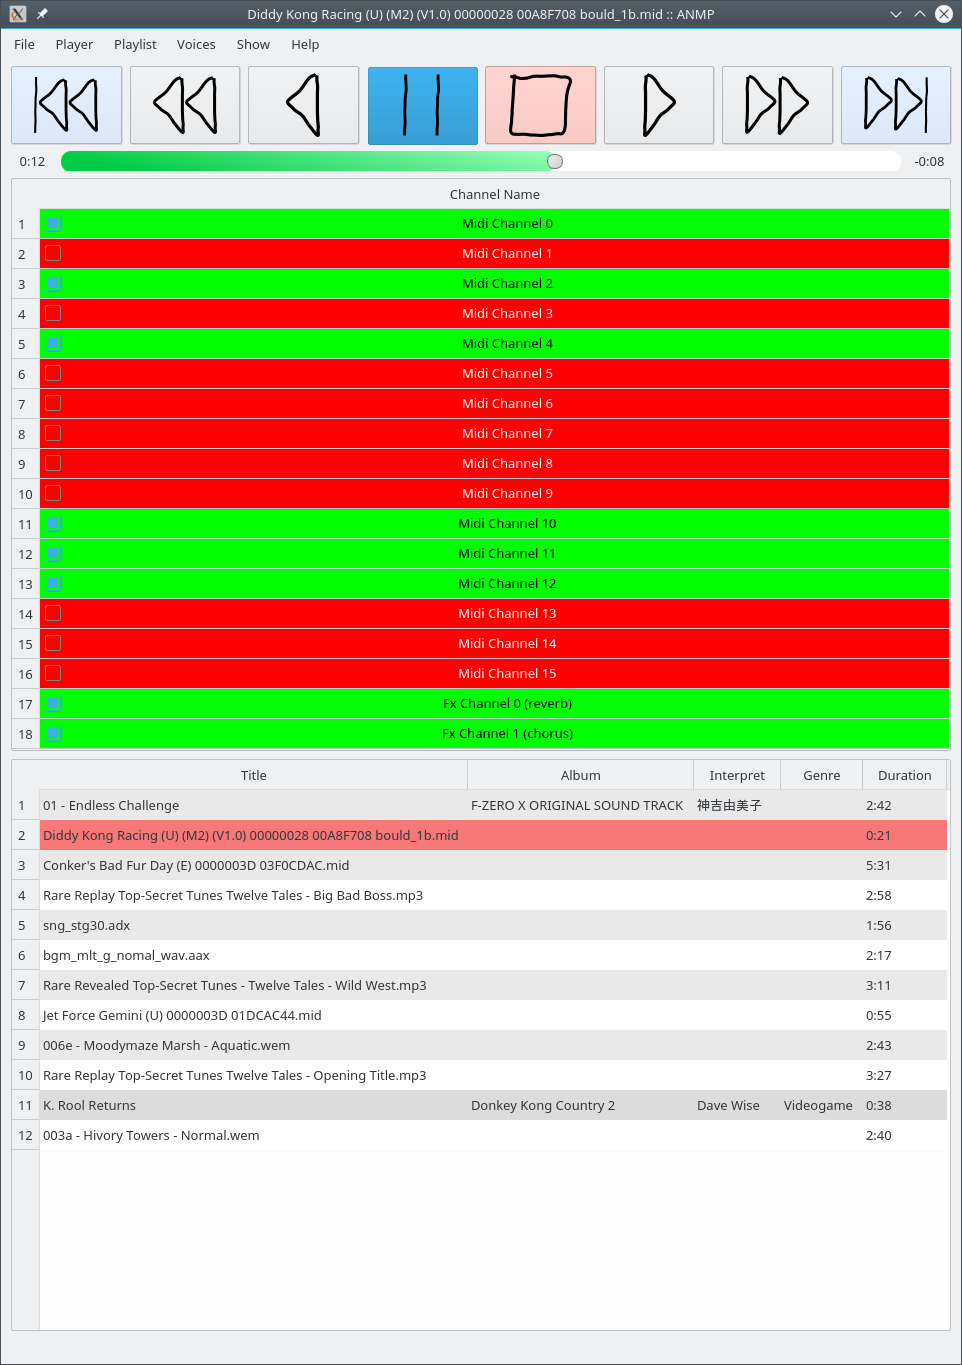 Diddy Kong Racing (U) (M2) (V1.0) 00000028 00A8F708 bould_1b.mid :: ANMP
File Player Playlist Voices Show Help
0:12 -0:08
Channel Name
1 Midi Channel 0
2 Midi Channel 1
3 Midi Channel 2
4 Midi Channel 3
5 Midi Channel 4
6 Midi Channel 5
7 Midi Channel 6
8 Midi Channel 7
9 Midi Channel 8
10 Midi Channel 9
11 Midi Channel 10
12 Midi Channel 11
13 Midi Channel 12
14 Midi Channel 13
15 Midi Channel 14
16 Midi Channel 15
17 Fx Channel 0 (reverb)
18 Fx Channel 1 (chorus)
Title Album Interpret Genre Duration
1 01 - Endless Challenge F-ZERO X ORIGINAL SOUND TRACK 神吉由美子 2:42
2 Diddy Kong Racing (U) (M2) (V1.0) 00000028 00A8F708 bould_1b.mid 0:21
3 Conker's Bad Fur Day (E) 0000003D 03F0CDAC.mid 5:31
4 Rare Replay Top-Secret Tunes Twelve Tales - Big Bad Boss.mp3 2:58
5 sng_stg30.adx 1:56
6 bgm_mlt_g_nomal_wav.aax 2:17
7 Rare Revealed Top-Secret Tunes - Twelve Tales - Wild West.mp3 3:11
8 Jet Force Gemini (U) 0000003D 01DCAC44.mid 0:55
9 006e - Moodymaze Marsh - Aquatic.wem 2:43
10 Rare Replay Top-Secret Tunes Twelve Tales - Opening Title.mp3 3:27
11 K. Rool Returns Donkey Kong Country 2 Dave Wise Videogame 0:38
12 003a - Hivory Towers - Normal.wem 2:40